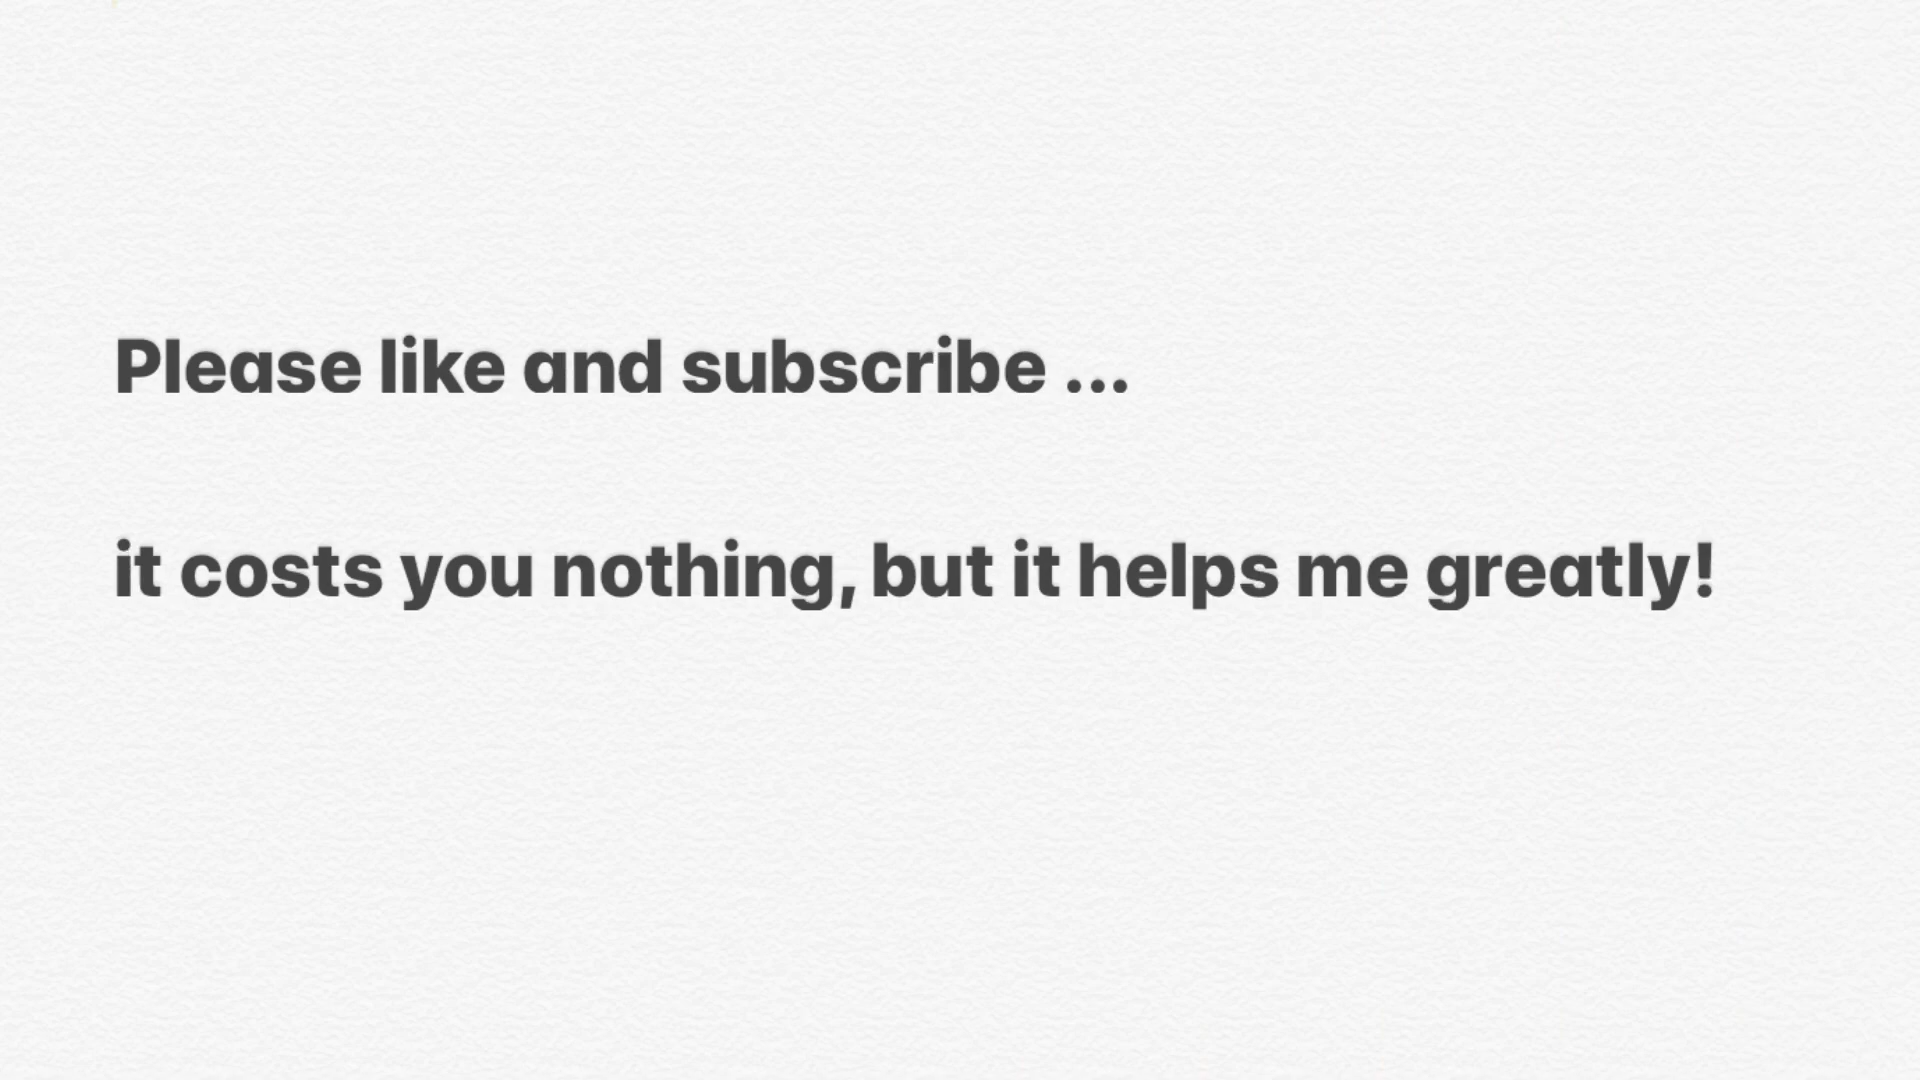 Please like and subscribe ...
it costs you nothing, but it helps me greatly!